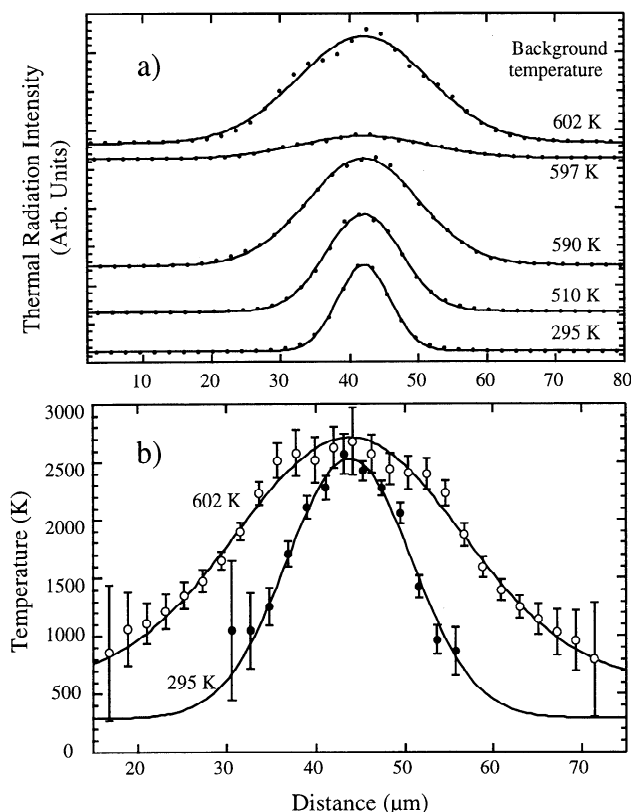 a)
Background
temperature
602 K
597 K
590 K
510 K
295 K
Thermal Radiation Intensity
(Arb. Units)
10 20 30 40 50 60 70 80
b)
3000
2500
2000
1500
1000
500
0
602 K
295 K
Temperature (K)
20 30 40 50 60 70
Distance (μm)